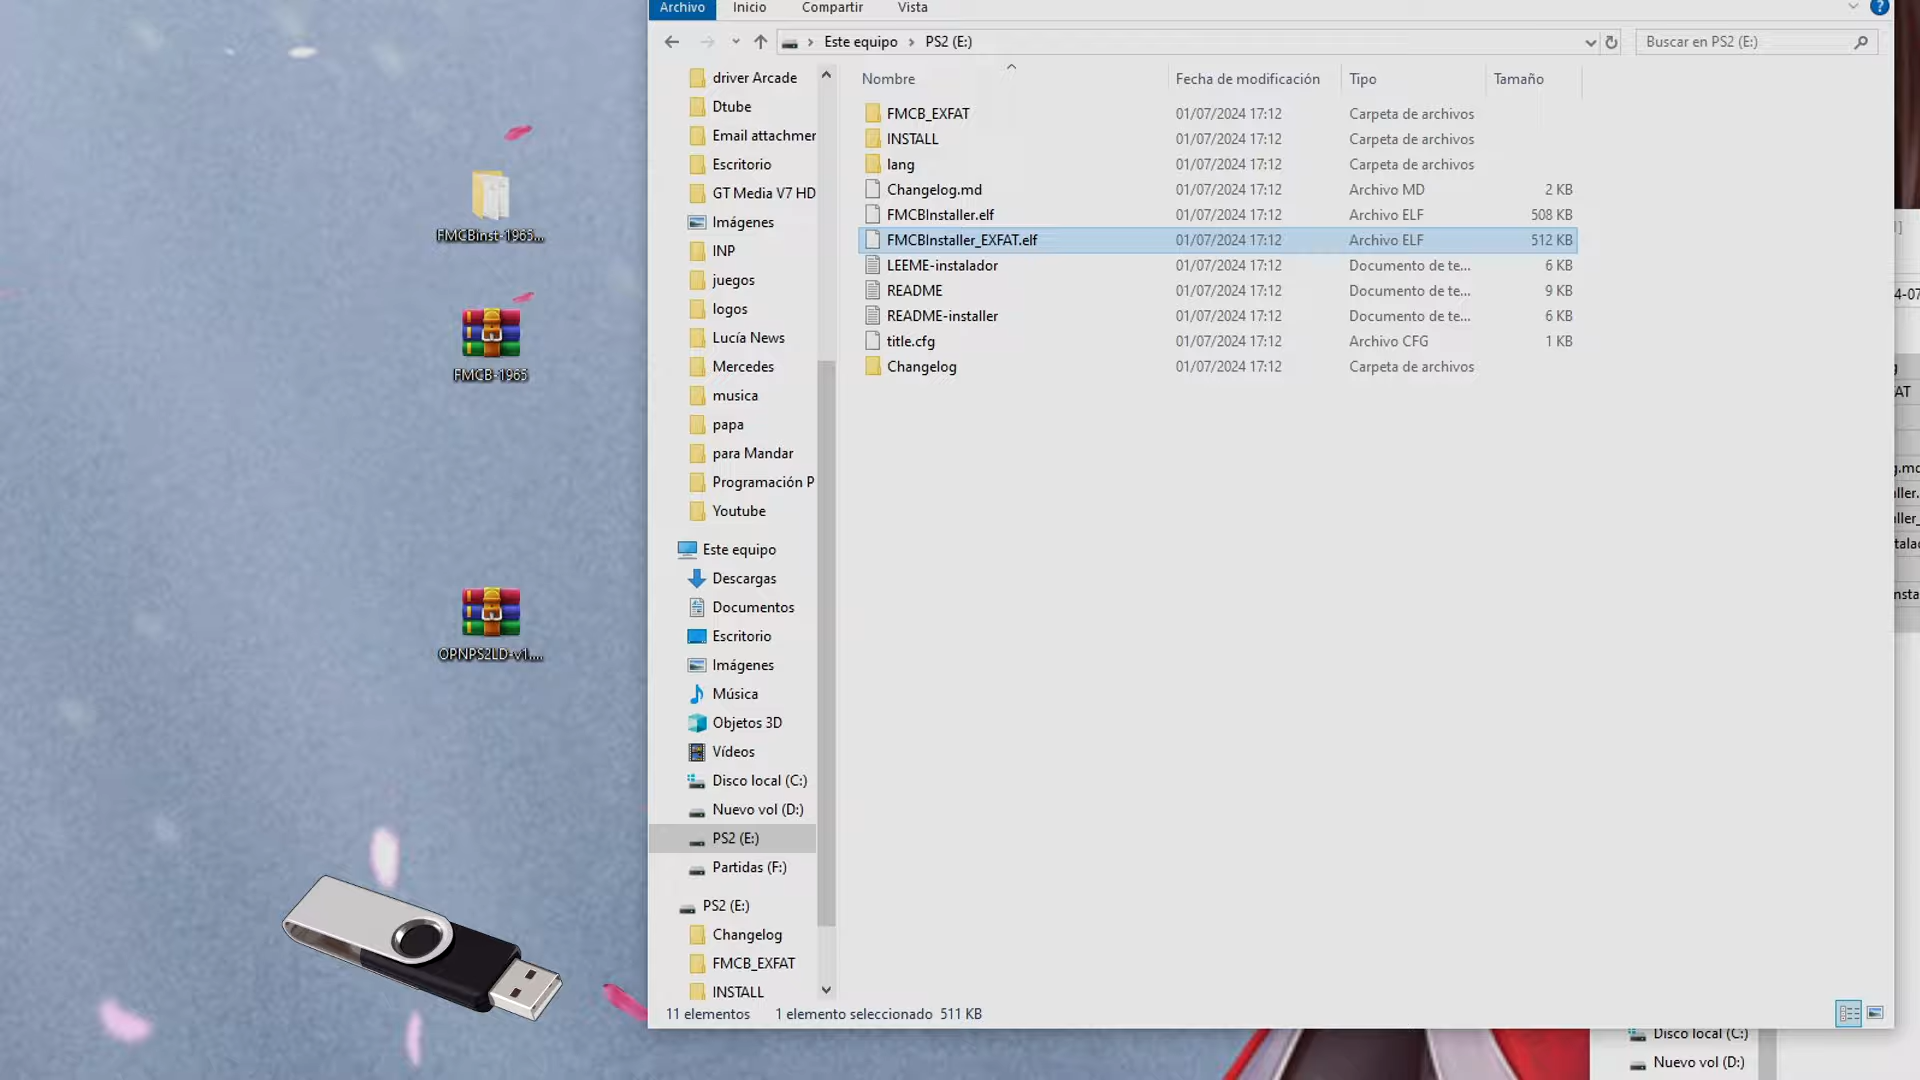 Archivo Inicio Compartir Vista
Este equipo PS2 (E:)
Buscar en PS2 (E:)
Nombre Fecha de modificación Tipo Tamaño
FMCB_EXFAT 01/07/2024 17:12 Carpeta de archivos
INSTALL 01/07/2024 17:12 Carpeta de archivos
lang 01/07/2024 17:12 Carpeta de archivos
Changelog.md 01/07/2024 17:12 Archivo MD 2 KB
FMCBInstaller.elf 01/07/2024 17:12 Archivo ELF 508 KB
FMCBInstaller_EXFAT.elf 01/07/2024 17:12 Archivo ELF 512 KB
LEEME-instalador 01/07/2024 17:12 Documento de te... 6 KB
README 01/07/2024 17:12 Documento de te... 9 KB
README-installer 01/07/2024 17:12 Documento de te... 6 KB
title.cfg 01/07/2024 17:12 Archivo CFG 1 KB
Changelog 01/07/2024 17:12 Carpeta de archivos
driver Arcade
Dtube
Email attachmer
Escritorio
GT Media V7 HD
Imágenes
INP
juegos
logos
Lucía News
Mercedes
musica
papa
para Mandar
Programación P
Youtube
Este equipo
Descargas
Documentos
Escritorio
Imágenes
Música
Objetos 3D
Vídeos
Disco local (C:)
Nuevo vol (D:)
PS2 (E:)
Partidas (F:)
PS2 (E:)
Changelog
FMCB_EXFAT
INSTALL
11 elementos 1 elemento seleccionado 511 KB
FMCBinst-1965...
FMCB-1965
OPNPS2LD-v1....
4-07
AT
g.md
ller.
ller_
talad
nsta
Disco local (C:)
Nuevo vol (D:)